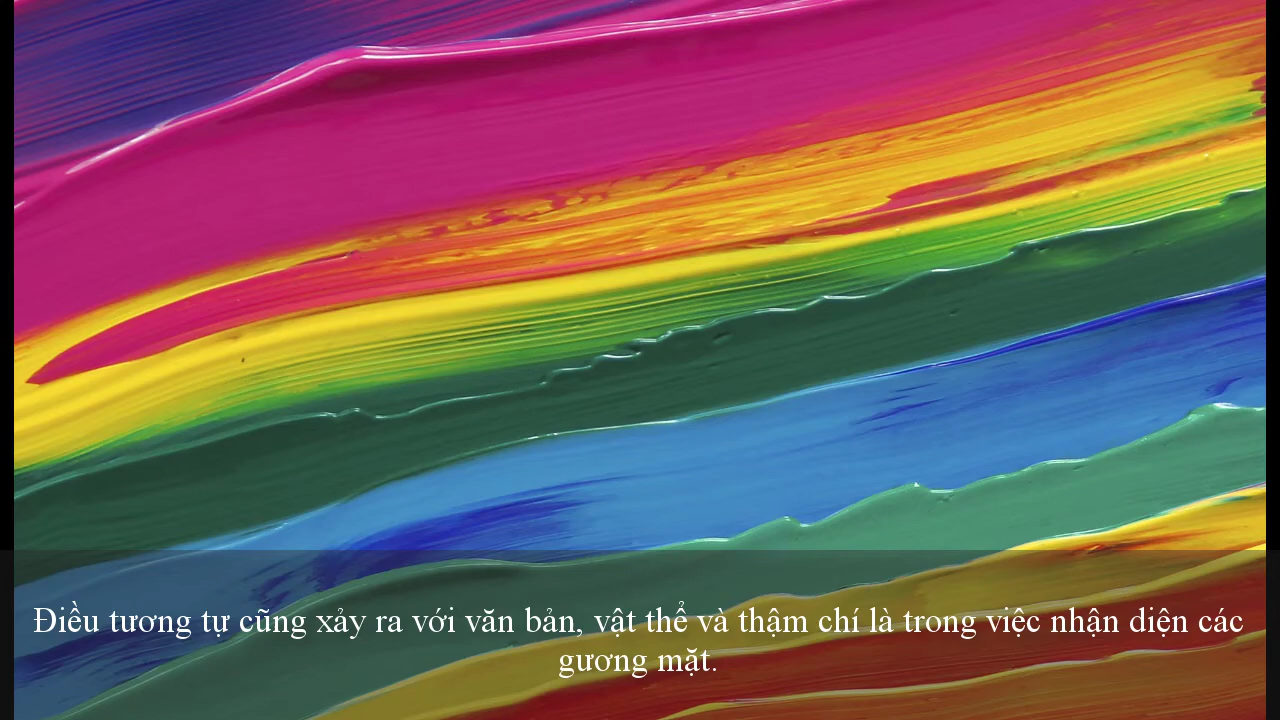 Điều tương tự cũng xảy ra với văn bản, vật thể và thậm chí là trong việc nhận diện các
gương mặt.